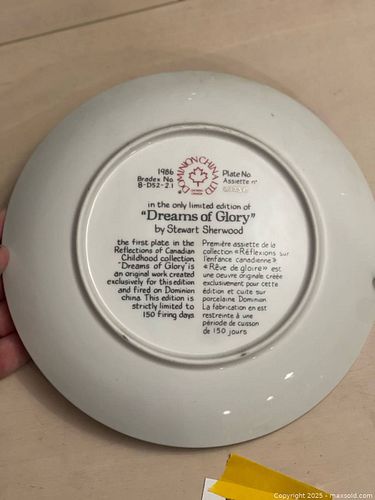 DOMINION CHINA LTD
1986
Bradex No.
8-D52-2.1
Plate No.
Assiette nº
in the only limited edition of
"Dreams of Glory"
by Stewart Sherwood
the first plate in the
Reflections of Canadian
Childhood collection.
"Dreams of Glory" is
an original work created
exclusively for this edition
and fired on Dominion
china. This edition is
strictly limited to
150 firing days.
Première assiette de la
collection «Réflexions sur
l'enfance canadienne»
«Rêve de gloire» est
une oeuvre originale créée
exclusivement pour cette
édition et cuite sur
porcelaine Dominion.
La fabrication en est
restreinte à une
période de cuisson
de 150 jours
Copyright 2025 - maxsold.com